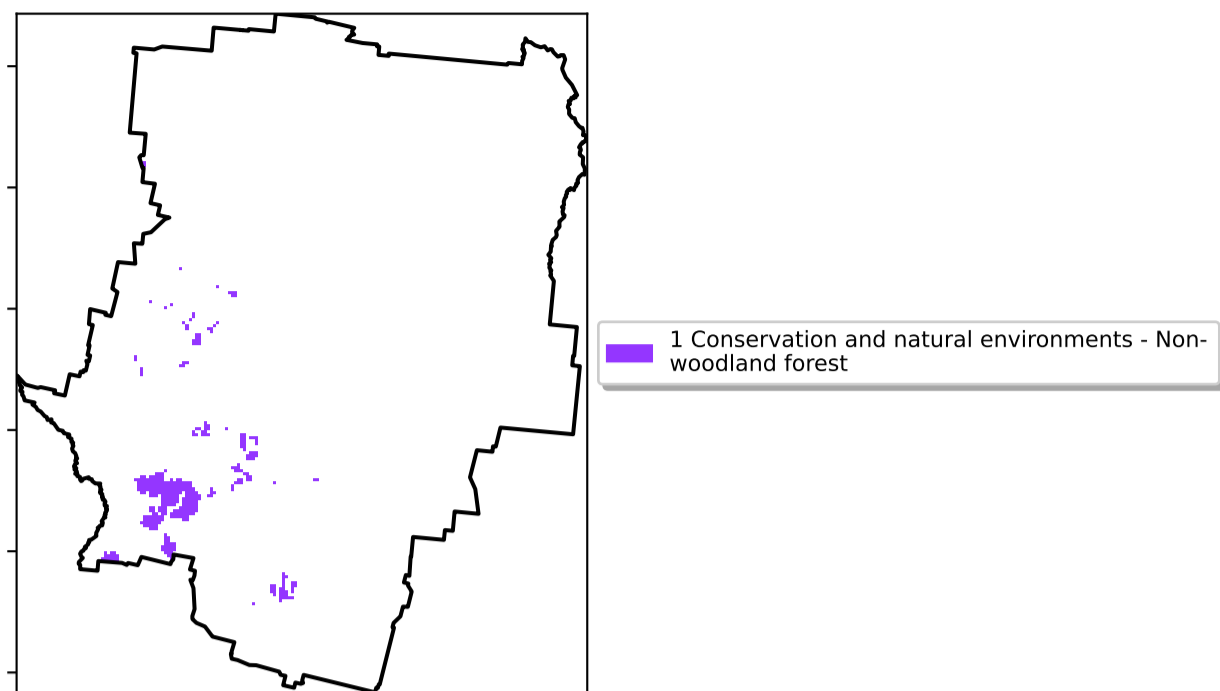 1 Conservation and natural environments - Non-
woodland forest